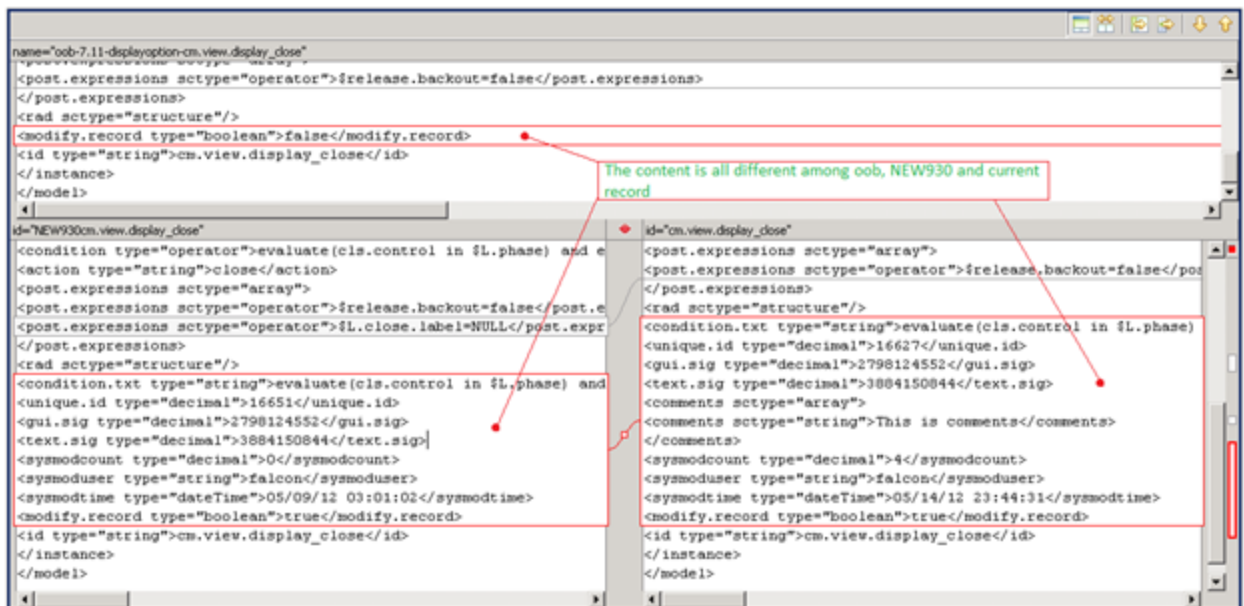 name="oob-7.11-displayoption-cm.view.display_close"
<post.expressions sctype="operator">$release.backout=false</post.expressions>
</post.expressions>
<rad sctype="structure"/>
<modify.record type="boolean">false</modify.record>
<id type="string">cm.view.display_close</id>
</instance>
</model>
The content is all different among oob, NEW930 and current
record
id="NEW930cm.view.display_close"
<condition type="operator">evaluate(cls.control in $L.phase) and e
<action type="string">close</action>
<post.expressions sctype="array">
<post.expressions sctype="operator">$release.backout=false</post.e
<post.expressions sctype="operator">$L.close.label=NULL</post.expr
</post.expressions>
<rad sctype="structure"/>
<condition.txt type="string">evaluate(cls.control in $L.phase) and
<unique.id type="decimal">16651</unique.id>
<gui.sig type="decimal">2798124552</gui.sig>
<text.sig type="decimal">3884150844</text.sig>
<sysmodcount type="decimal">0</sysmodcount>
<sysmoduser type="string">falcon</sysmoduser>
<sysmodtime type="dateTime">05/09/12 03:01:02</sysmodtime>
<modify.record type="boolean">true</modify.record>
<id type="string">cm.view.display_close</id>
</instance>
</model>
id="cm.view.display_close"
<post.expressions sctype="array">
<post.expressions sctype="operator">$release.backout=false</pos
</post.expressions>
<rad sctype="structure"/>
<condition.txt type="string">evaluate(cls.control in $L.phase)
<unique.id type="decimal">16627</unique.id>
<gui.sig type="decimal">2798124552</gui.sig>
<text.sig type="decimal">3884150844</text.sig>
<comments sctype="array">
<comments sctype="string">This is comments</comments>
</comments>
<sysmodcount type="decimal">4</sysmodcount>
<sysmoduser type="string">falcon</sysmoduser>
<sysmodtime type="dateTime">05/14/12 23:44:31</sysmodtime>
<modify.record type="boolean">true</modify.record>
<id type="string">cm.view.display_close</id>
</instance>
</model>